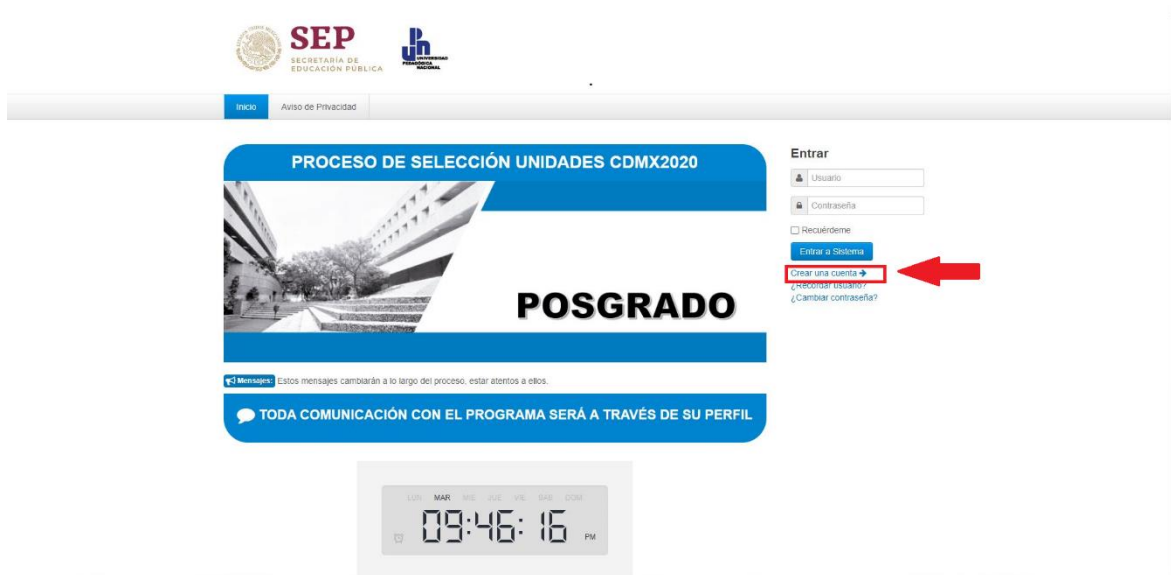 SEP
SECRETARÍA DE
EDUCACIÓN PÚBLICA
UNIVERSIDAD
PEDAGÓGICA
NACIONAL
Inicio
Aviso de Privacidad
PROCESO DE SELECCIÓN UNIDADES CDMX2020
POSGRADO
Mensajes: Estos mensajes cambiarán a lo largo del proceso, estar atentos a ellos.
TODA COMUNICACIÓN CON EL PROGRAMA SERÁ A TRAVÉS DE SU PERFIL
LUN MAR MIE JUE VIE SAB DOM
09:46:16 PM
Entrar
Usuario
Contraseña
Recuérdeme
Entrar a Sistema
Crear una cuenta →
¿Recordar usuario?
¿Cambiar contraseña?